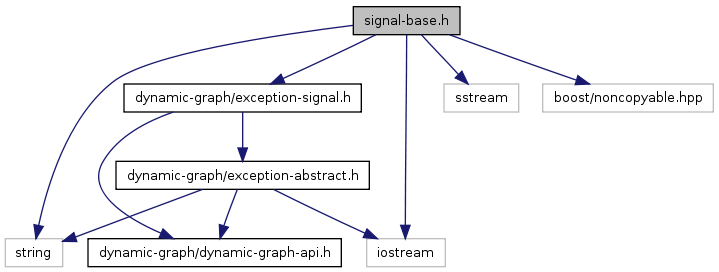 signal-base.h
dynamic-graph/exception-signal.h
sstream
boost/noncopyable.hpp
dynamic-graph/exception-abstract.h
string
dynamic-graph/dynamic-graph-api.h
iostream